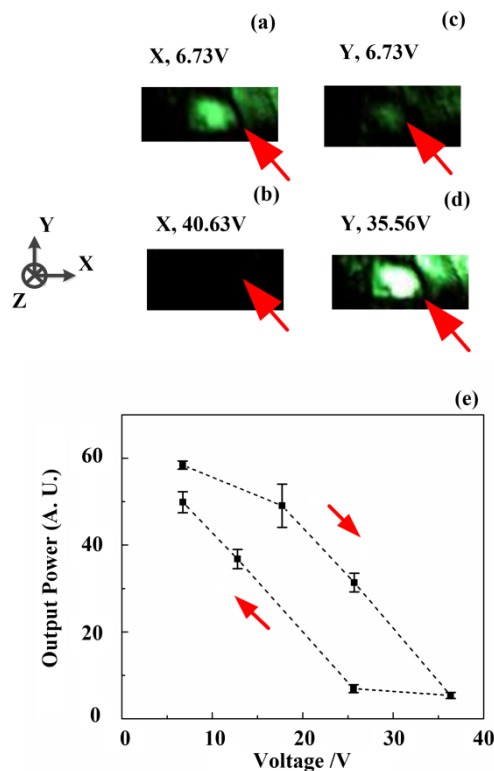 (a)
(c)
X, 6.73V
Y, 6.73V
(b)
(d)
X, 40.63V
Y, 35.56V
Y
X
Z
(e)
Output Power (A. U.)
60
40
20
0
0
10
20
30
40
Voltage /V